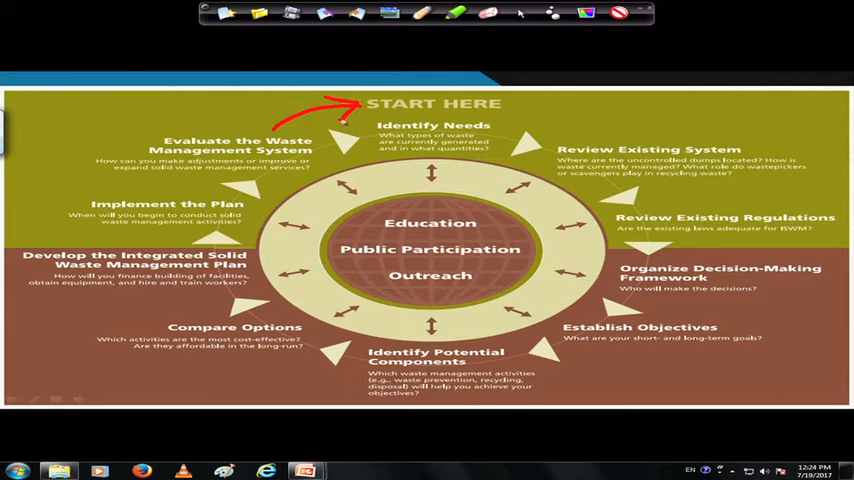 START HERE
Identify Needs
What types of waste
are currently generated
and in what quantities?
Review Existing System
Where are the uncontrolled dumps located? How is
waste currently managed? What role do wastepickers
or scavengers play in recycling waste?
Review Existing Regulations
Are the existing laws adequate for ISWM?
Organize Decision-Making
Framework
Who will make the decisions?
Establish Objectives
What are your short- and long-term goals?
Identify Potential
Components
Which waste management activities
(e.g., waste prevention, recycling,
disposal) will help you achieve your
objectives?
Compare Options
Which activities are the most cost-effective?
Are they affordable in the long-run?
Develop the Integrated Solid
Waste Management Plan
How will you finance building of facilities,
obtain equipment, and hire and train workers?
Implement the Plan
When will you begin to conduct solid
waste management activities?
Evaluate the Waste
Management System
How can you make adjustments or improve or
expand solid waste management services?
Education
Public Participation
Outreach
EN
12:24 PM
7/19/2017